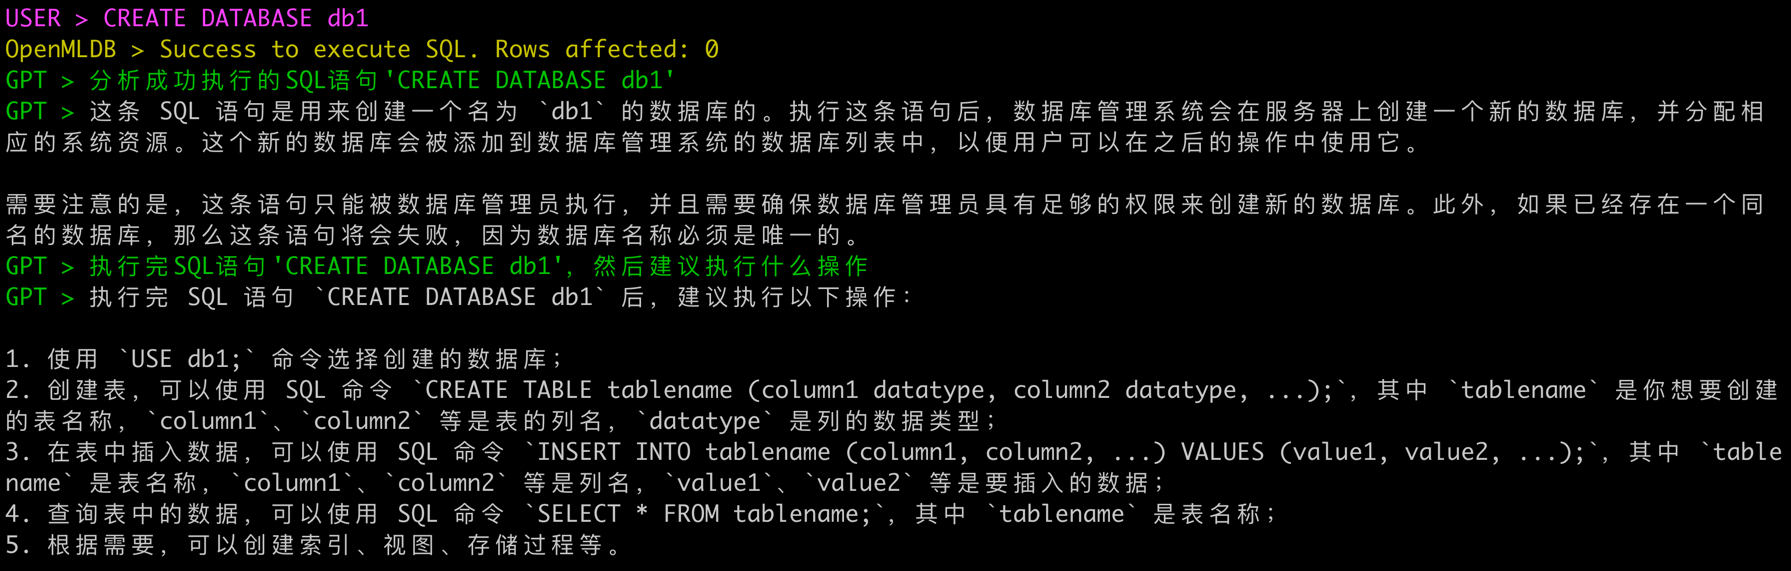 USER > CREATE DATABASE db1
OpenMLDB > Success to execute SQL. Rows affected: 0
GPT > 分析成功执行的SQL语句'CREATE DATABASE db1'
GPT > 这条 SQL 语句是用来创建一个名为 `db1` 的数据库的。执行这条语句后，数据库管理系统会在服务器上创建一个新的数据库，并分配相
应的系统资源。这个新的数据库会被添加到数据库管理系统的数据库列表中，以便用户可以在之后的操作中使用它。
需要注意的是，这条语句只能被数据库管理员执行，并且需要确保数据库管理员具有足够的权限来创建新的数据库。此外，如果已经存在一个同
名的数据库，那么这条语句将会失败，因为数据库名称必须是唯一的。
GPT > 执行完SQL语句'CREATE DATABASE db1'，然后建议执行什么操作
GPT > 执行完 SQL 语句 `CREATE DATABASE db1` 后，建议执行以下操作：
1. 使用 `USE db1;` 命令选择创建的数据库；
2. 创建表，可以使用 SQL 命令 `CREATE TABLE tablename (column1 datatype, column2 datatype, ...);`，其中 `tablename` 是你想要创建
的表名称，`column1`、`column2` 等是表的列名，`datatype` 是列的数据类型；
3. 在表中插入数据，可以使用 SQL 命令 `INSERT INTO tablename (column1, column2, ...) VALUES (value1, value2, ...);`，其中 `table
name` 是表名称，`column1`、`column2` 等是列名，`value1`、`value2` 等是要插入的数据；
4. 查询表中的数据，可以使用 SQL 命令 `SELECT * FROM tablename;`，其中 `tablename` 是表名称；
5. 根据需要，可以创建索引、视图、存储过程等。